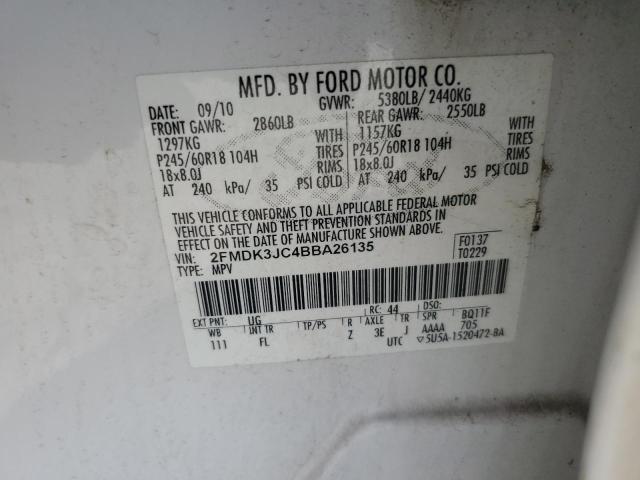 MFD. BY FORD MOTOR CO.
DATE: 09/10 GVWR: 5380LB/ 2440KG
FRONT GAWR: 2860LB REAR GAWR: 2550LB
1297KG WITH 1157KG WITH
P245/60R18 104H TIRES P245/60R18 104H TIRES
18x8.0J RIMS 18x8.0J RIMS
AT 240 kPa/ 35 PSI COLD AT 240 kPa/ 35 PSI COLD
THIS VEHICLE CONFORMS TO ALL APPLICABLE FEDERAL MOTOR
VEHICLE SAFETY AND THEFT PREVENTION STANDARDS IN
EFFECT ON THE DATE OF MANUFACTURE SHOWN ABOVE.
VIN: 2FMDK3JC4BBA26135 F0137
TYPE: MPV T0229
EXT PNT: UG RC: 44 DSO:
WB INT TR TP/PS R AXLE TR SPR BQ11F
111 FL Z 3E J AAAA 705
UTC 5U5A-1520472-BA